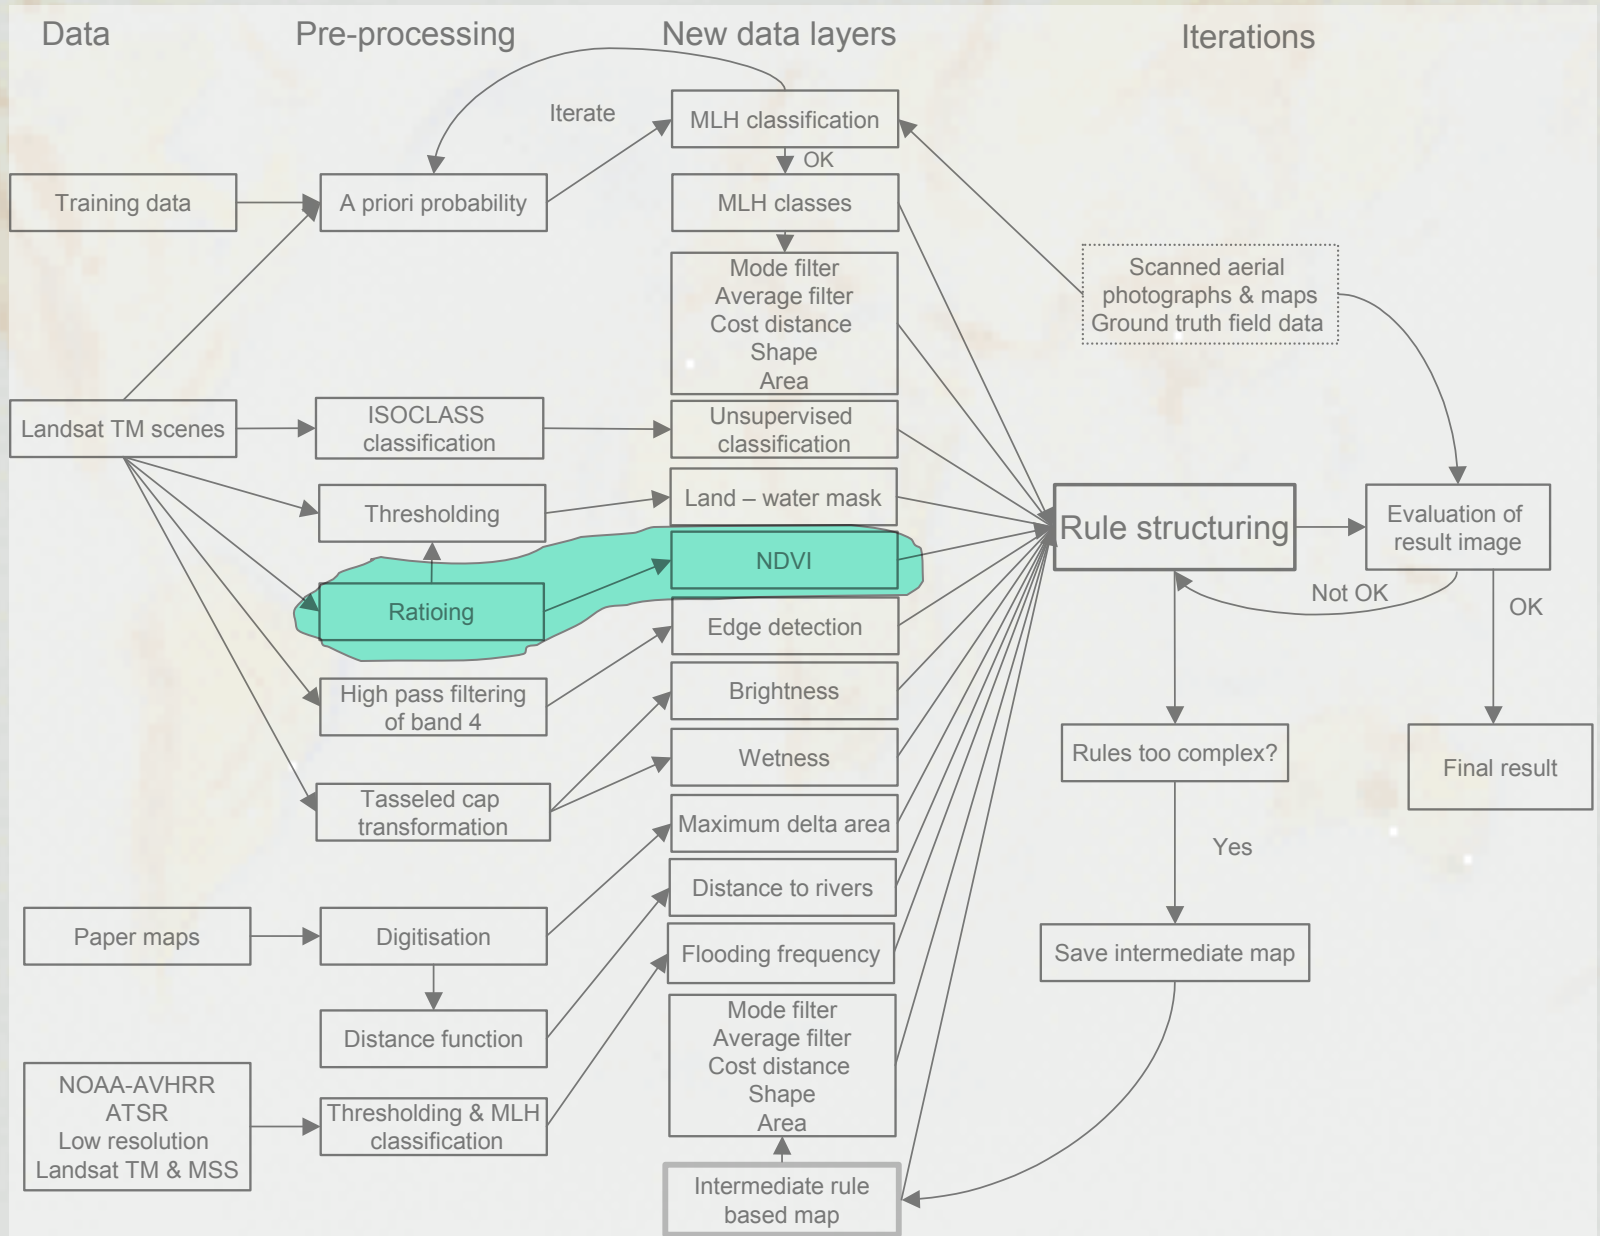 Data
Pre-processing
New data layers
Iterations
Iterate
MLH classification
OK
Training data
A priori probability
MLH classes
Mode filter
Average filter
Cost distance
Shape
Area
Scanned aerial
photographs & maps
Ground truth field data
Landsat TM scenes
ISOCLASS
classification
Unsupervised
classification
Thresholding
Land – water mask
Rule structuring
Evaluation of
result image
NDVI
Ratioing
Not OK
OK
Edge detection
High pass filtering
of band 4
Brightness
Wetness
Rules too complex?
Final result
Tasseled cap
transformation
Maximum delta area
Yes
Distance to rivers
Paper maps
Digitisation
Flooding frequency
Save intermediate map
Distance function
Mode filter
Average filter
Cost distance
Shape
Area
NOAA-AVHRR
ATSR
Low resolution
Landsat TM & MSS
Thresholding & MLH
classification
Intermediate rule
based map